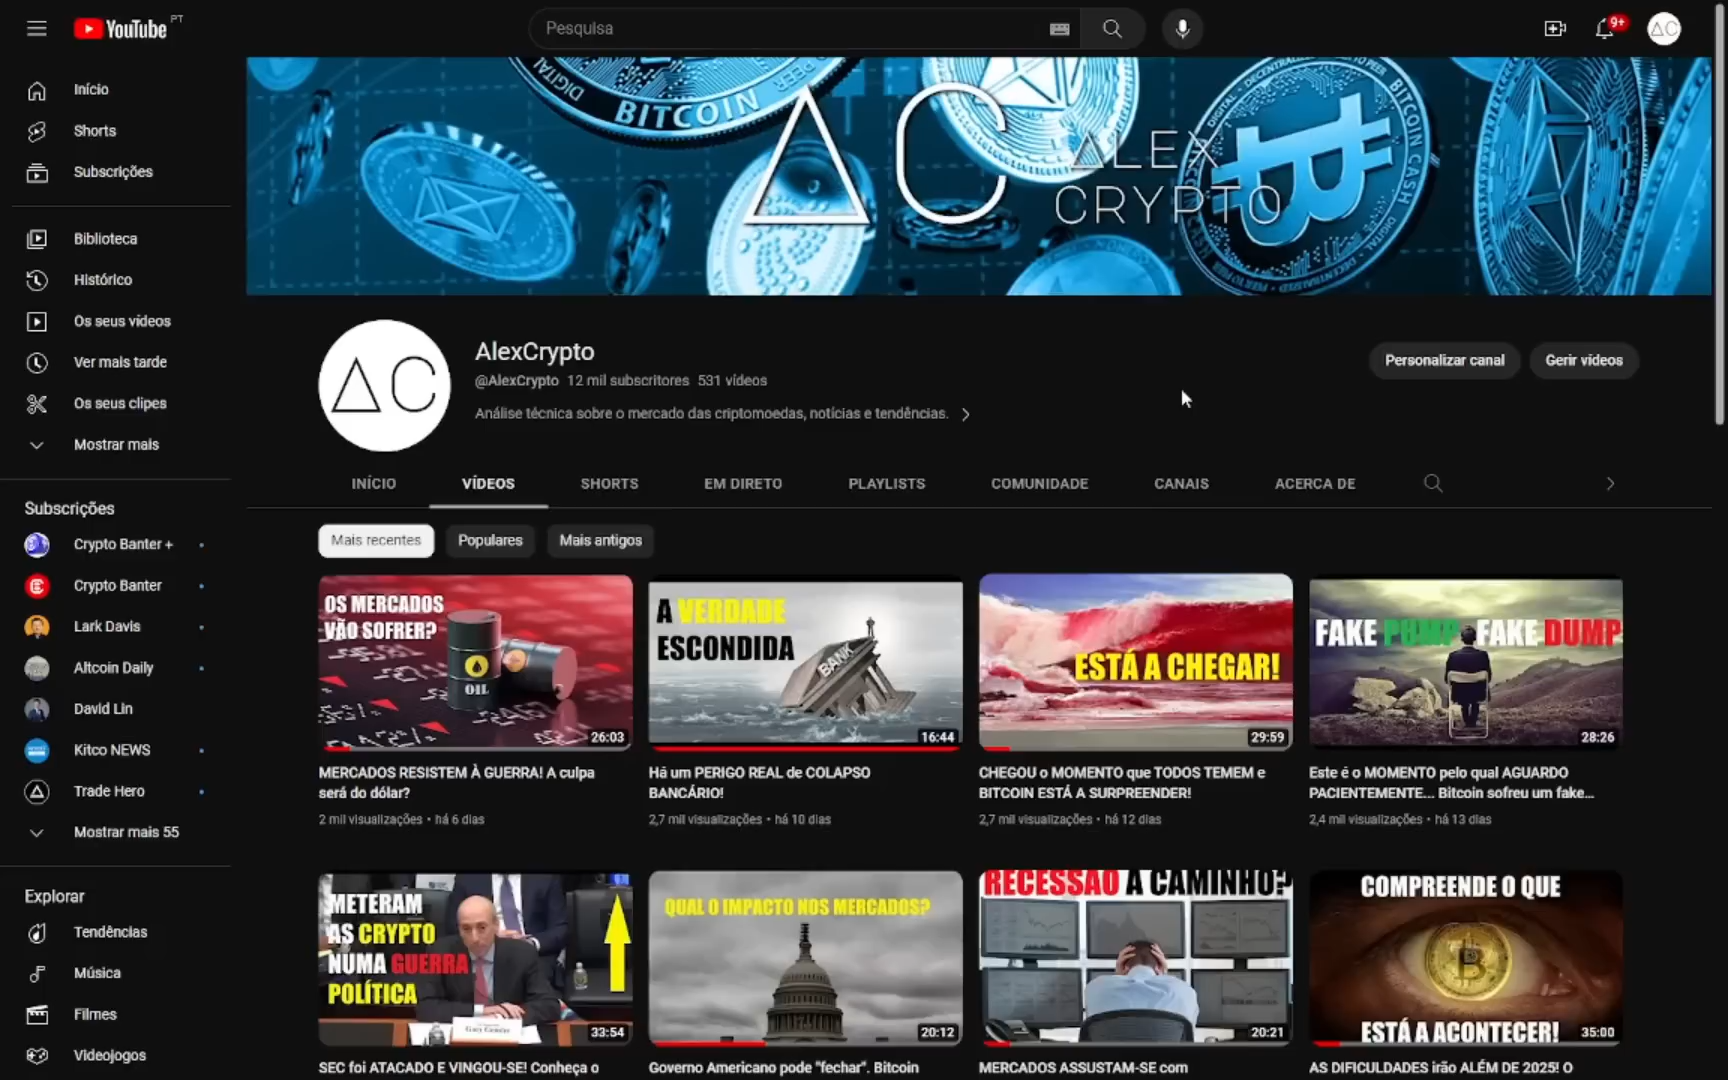 YouTube PT
Pesquisa
9+
Início
Shorts
Subscrições
Biblioteca
Histórico
Os seus vídeos
Ver mais tarde
Os seus clipes
Mostrar mais
Subscrições
Crypto Banter +
Crypto Banter
Lark Davis
Altcoin Daily
David Lin
Kitco NEWS
Trade Hero
Mostrar mais 55
Explorar
Tendências
Música
Filmes
Videojogos
DIGITAL
BITCOIN
PEER
DIGITAL
DECENTRALIZED
BITCOIN CASH
AC
ALEX
CRYPTO
AC
AlexCrypto
@AlexCrypto 12 mil subscritores 531 vídeos
Análise técnica sobre o mercado das criptomoedas, notícias e tendências.
Personalizar canal
Gerir vídeos
INÍCIO VÍDEOS SHORTS EM DIRETO PLAYLISTS COMUNIDADE CANAIS ACERCA DE
Mais recentes Populares Mais antigos
OS MERCADOS
VÃO SOFRER?
OIL
26:03
MERCADOS RESISTEM À GUERRA! A culpa
será do dólar?
2 mil visualizações • há 6 dias
A VERDADE
ESCONDIDA
BANK
16:44
Há um PERIGO REAL de COLAPSO
BANCÁRIO!
2,7 mil visualizações • há 10 dias
ESTÁ A CHEGAR!
29:59
CHEGOU o MOMENTO que TODOS TEMEM e
BITCOIN ESTÁ A SURPREENDER!
2,7 mil visualizações • há 12 dias
FAKE PUMP FAKE DUMP
28:26
Este é o MOMENTO pelo qual AGUARDO
PACIENTEMENTE... Bitcoin sofreu um fake...
2,4 mil visualizações • há 13 dias
METERAM
AS CRYPTO
NUMA GUERRA
POLÍTICA
33:54
SEC foi ATACADO E VINGOU-SE! Conheça o
QUAL O IMPACTO NOS MERCADOS?
20:12
Governo Americano pode "fechar". Bitcoin
RECESSÃO A CAMINHO?
20:21
MERCADOS ASSUSTAM-SE com
COMPREENDE O QUE
ESTÁ A ACONTECER!
35:00
AS DIFICULDADES irão ALÉM DE 2025! O